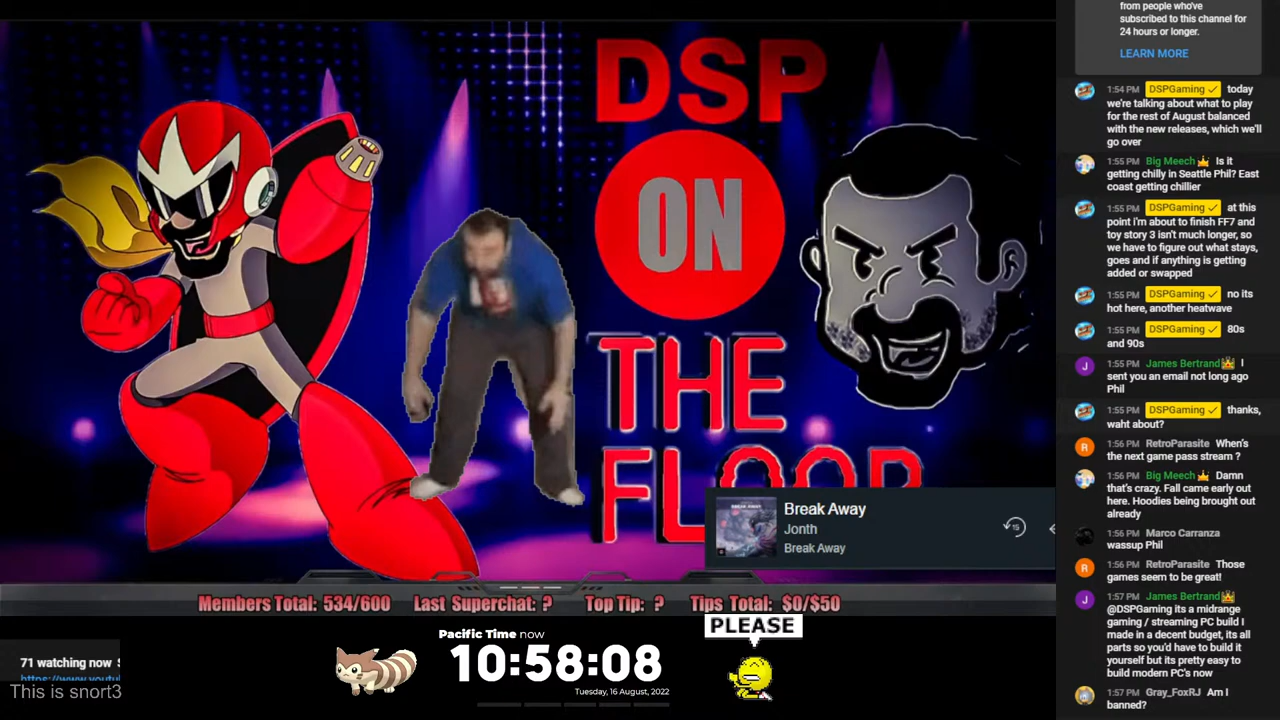 DSP
ON
THE
FLOOR
Break Away
Jonth
Break Away
15
Members Total: 534/600 Last Superchat: ? Top Tip: ? Tips Total: $0/$50
PLEASE
Pacific Time now
10:58:08
Tuesday, 16 August, 2022
71 watching now
This is snort3
from people who've
subscribed to this channel for
24 hours or longer.
LEARN MORE
1:54 PM DSPGaming ✓ today
we're talking about what to play
for the rest of August balanced
with the new releases, which we'll
go over
1:55 PM Big Meech Is it
getting chilly in Seattle Phil? East
coast getting chillier
1:55 PM DSPGaming ✓ at this
point i'm about to finish FF7 and
toy story 3 isn't much longer, so
we have to figure out what stays,
goes and if anything is getting
added or swapped
1:55 PM DSPGaming ✓ no its
hot here, another heatwave
1:55 PM DSPGaming ✓ 80s
and 90s
J 1:55 PM James Bertrand I
sent you an email not long ago
Phil
1:55 PM DSPGaming ✓ thanks,
waht about?
R 1:56 PM RetroParasite When's
the next game pass stream ?
1:56 PM Big Meech Damn
that's crazy. Fall came early out
here. Hoodies being brought out
already
1:56 PM Marco Carranza
wassup Phil
R 1:56 PM RetroParasite Those
games seem to be great!
J 1:57 PM James Bertrand
@DSPGaming its a midrange
gaming / streaming PC build I
made in a decent budget, its all
parts so you'd have to build it
yourself but its pretty easy to
build modern PC's now
1:57 PM Gray_FoxRJ Am I
banned?